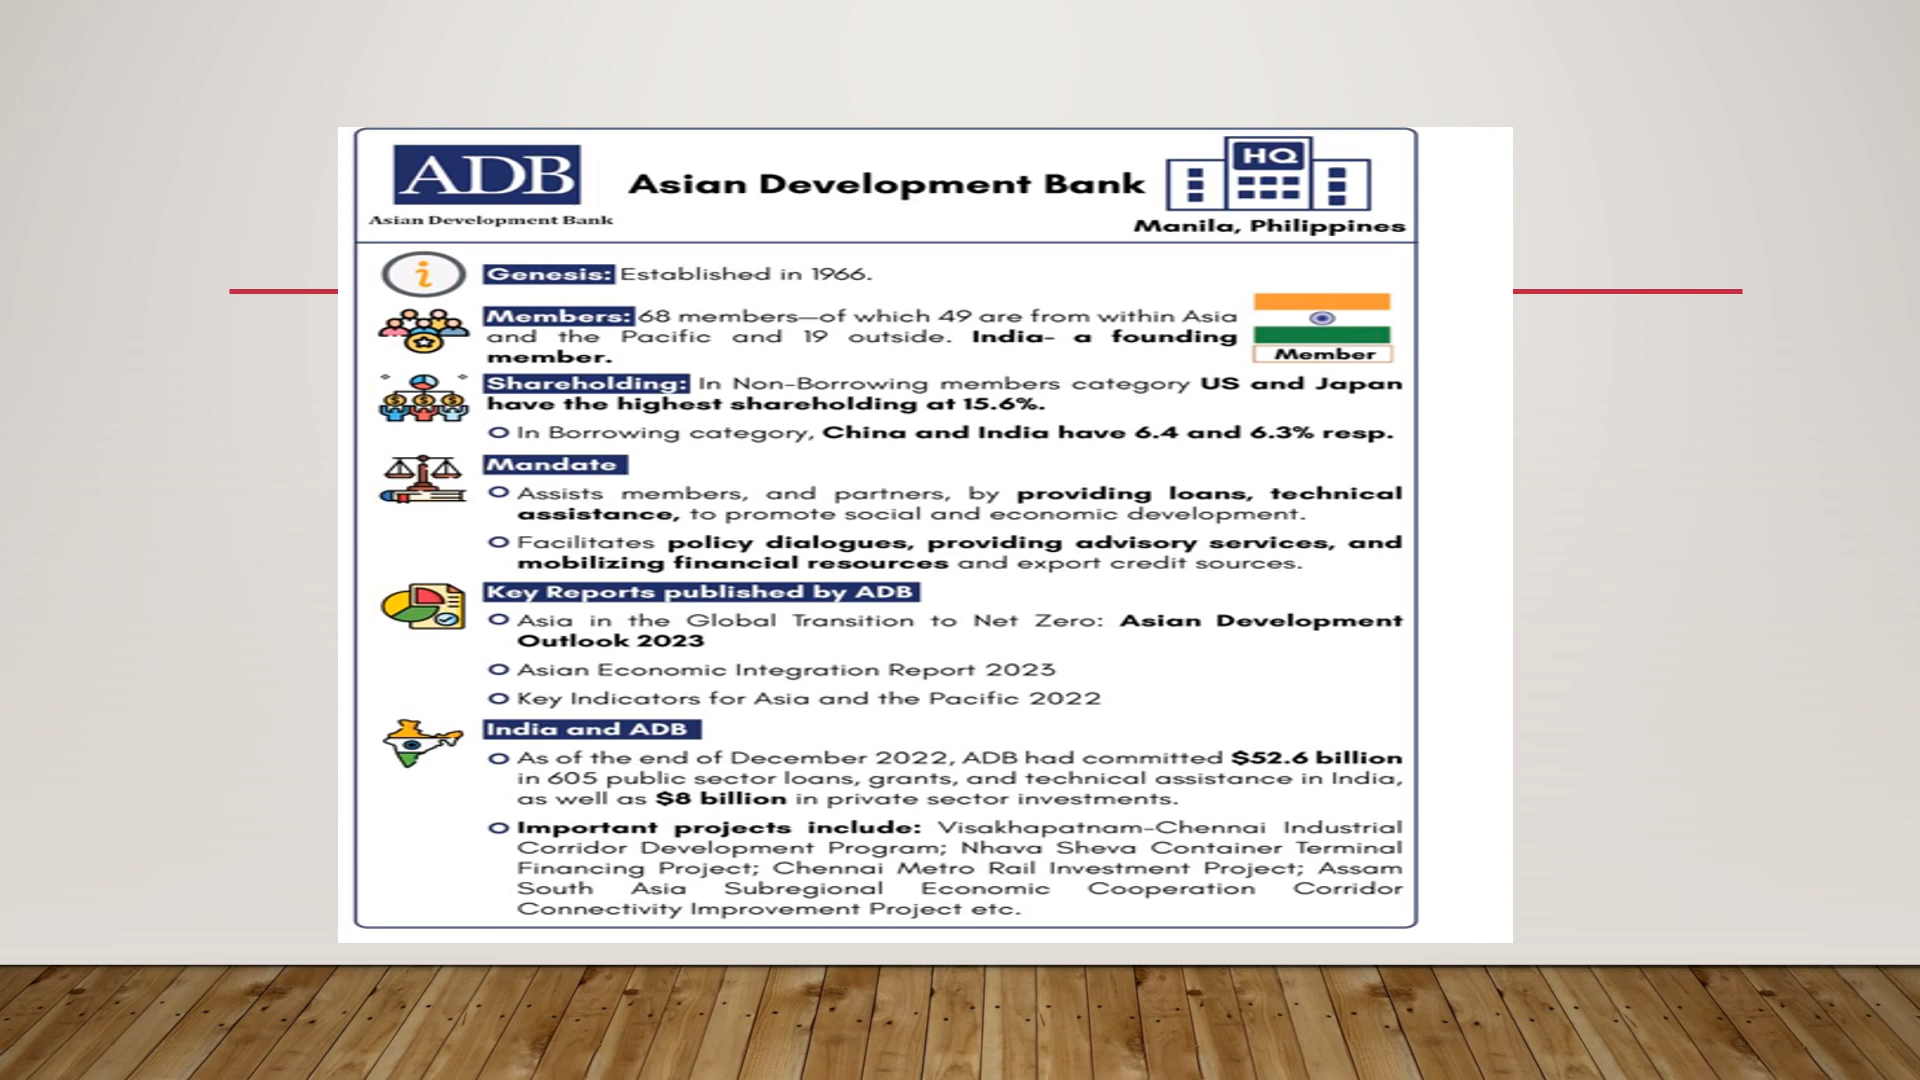 ADB
Asian Development Bank
Asian Development Bank
HQ
Manila, Philippines
Genesis: Established in 1966.
Members: 68 members—of which 49 are from within Asia
and the Pacific and 19 outside. India- a founding
member.
Member
Shareholding: In Non-Borrowing members category US and Japan
have the highest shareholding at 15.6%.
In Borrowing category, China and India have 6.4 and 6.3% resp.
Mandate
Assists members, and partners, by providing loans, technical
assistance, to promote social and economic development.
Facilitates policy dialogues, providing advisory services, and
mobilizing financial resources and export credit sources.
Key Reports published by ADB
Asia in the Global Transition to Net Zero: Asian Development
Outlook 2023
Asian Economic Integration Report 2023
Key Indicators for Asia and the Pacific 2022
India and ADB
As of the end of December 2022, ADB had committed $52.6 billion
in 605 public sector loans, grants, and technical assistance in India,
as well as $8 billion in private sector investments.
Important projects include: Visakhapatnam-Chennai Industrial
Corridor Development Program; Nhava Sheva Container Terminal
Financing Project; Chennai Metro Rail Investment Project; Assam
South Asia Subregional Economic Cooperation Corridor
Connectivity Improvement Project etc.